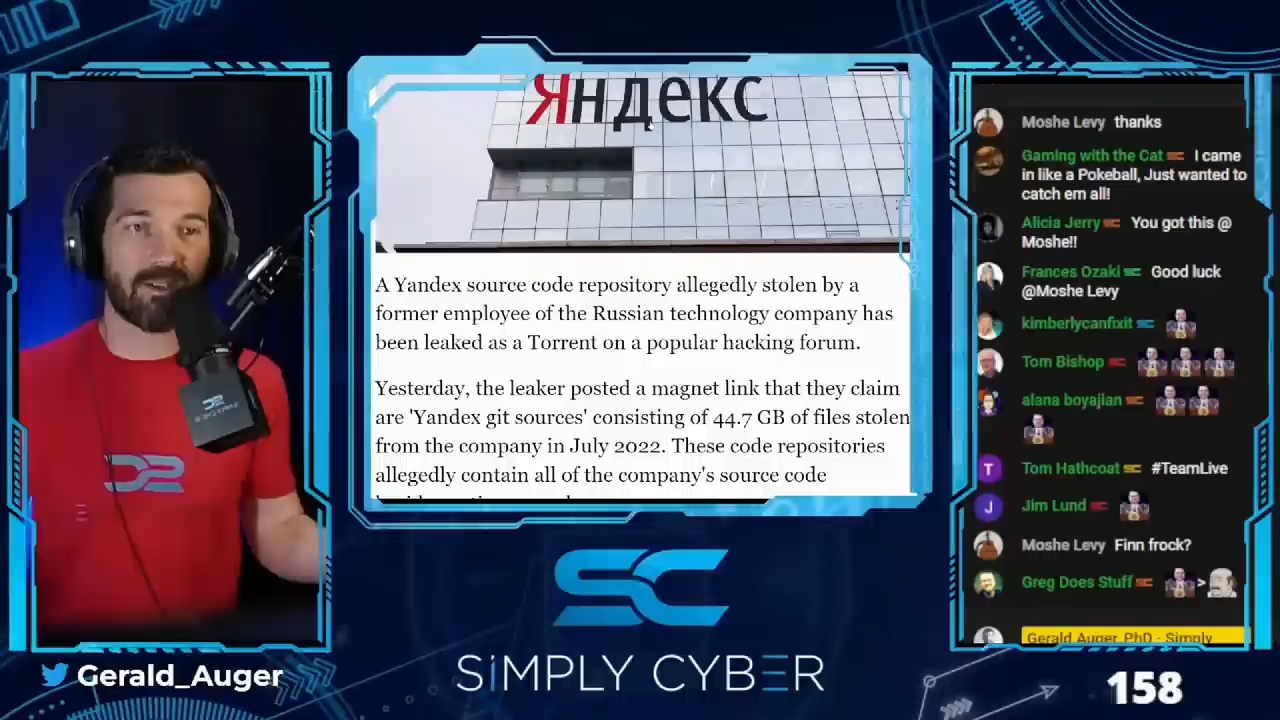 Яндекс
A Yandex source code repository allegedly stolen by a
former employee of the Russian technology company has
been leaked as a Torrent on a popular hacking forum.
Yesterday, the leaker posted a magnet link that they claim
are 'Yandex git sources' consisting of 44.7 GB of files stolen
from the company in July 2022. These code repositories
allegedly contain all of the company's source code
Moshe Levy thanks
Gaming with the Cat I came
in like a Pokeball, Just wanted to
catch em all!
Alicia Jerry You got this @
Moshe!!
Frances Ozaki Good luck
@Moshe Levy
kimberlycanfixit
Tom Bishop
alana boyajian
T
Tom Hathcoat #TeamLive
J
Jim Lund
Moshe Levy Finn frock?
Greg Does Stuff >
Gerald Auger, PhD - Simply
Gerald_Auger
SC
SiMPLY CYBER
158